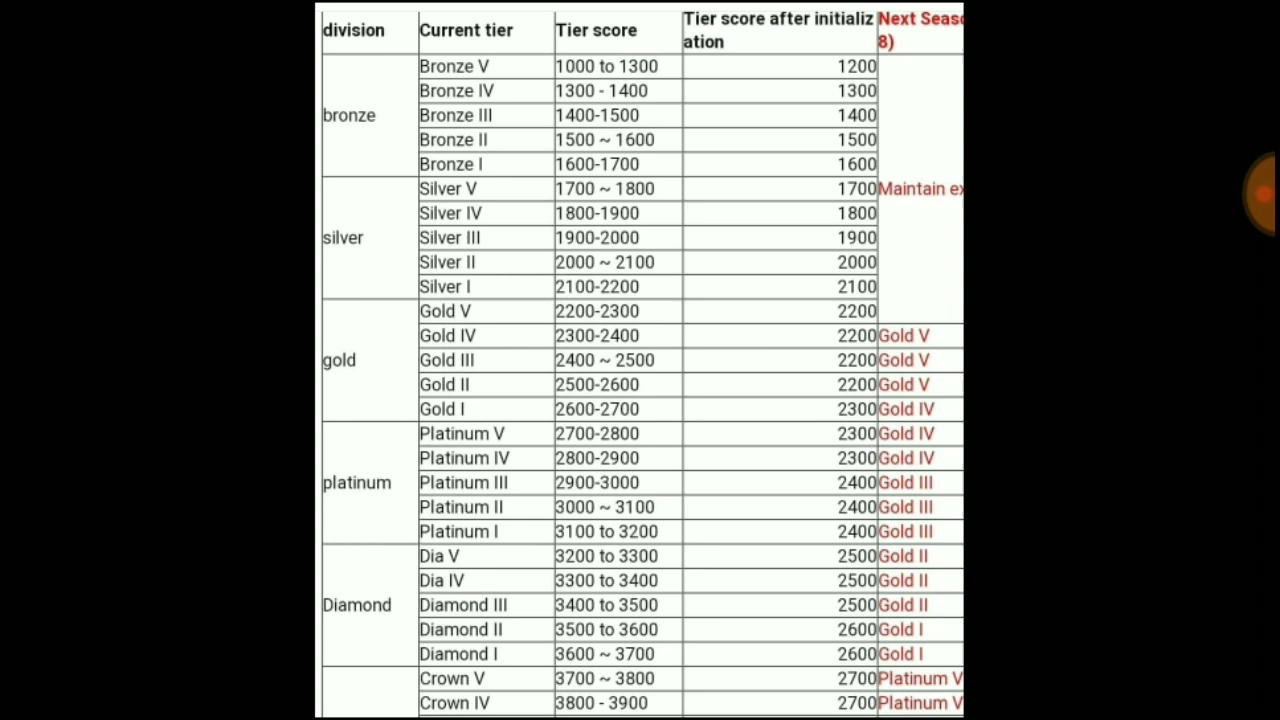 division Current tier Tier score Tier score after initializ Next Seas
ation 8)
Bronze V 1000 to 1300 1200
Bronze IV 1300 - 1400 1300
bronze Bronze III 1400-1500 1400
Bronze II 1500 ~ 1600 1500
Bronze I 1600-1700 1600
Silver V 1700 ~ 1800 1700 Maintain ex
Silver IV 1800-1900 1800
silver Silver III 1900-2000 1900
Silver II 2000 ~ 2100 2000
Silver I 2100-2200 2100
Gold V 2200-2300 2200
Gold IV 2300-2400 2200 Gold V
gold Gold III 2400 ~ 2500 2200 Gold V
Gold II 2500-2600 2200 Gold V
Gold I 2600-2700 2300 Gold IV
Platinum V 2700-2800 2300 Gold IV
Platinum IV 2800-2900 2300 Gold IV
platinum Platinum III 2900-3000 2400 Gold III
Platinum II 3000 ~ 3100 2400 Gold III
Platinum I 3100 to 3200 2400 Gold III
Dia V 3200 to 3300 2500 Gold II
Dia IV 3300 to 3400 2500 Gold II
Diamond Diamond III 3400 to 3500 2500 Gold II
Diamond II 3500 to 3600 2600 Gold I
Diamond I 3600 ~ 3700 2600 Gold I
Crown V 3700 ~ 3800 2700 Platinum V
Crown IV 3800 - 3900 2700 Platinum V